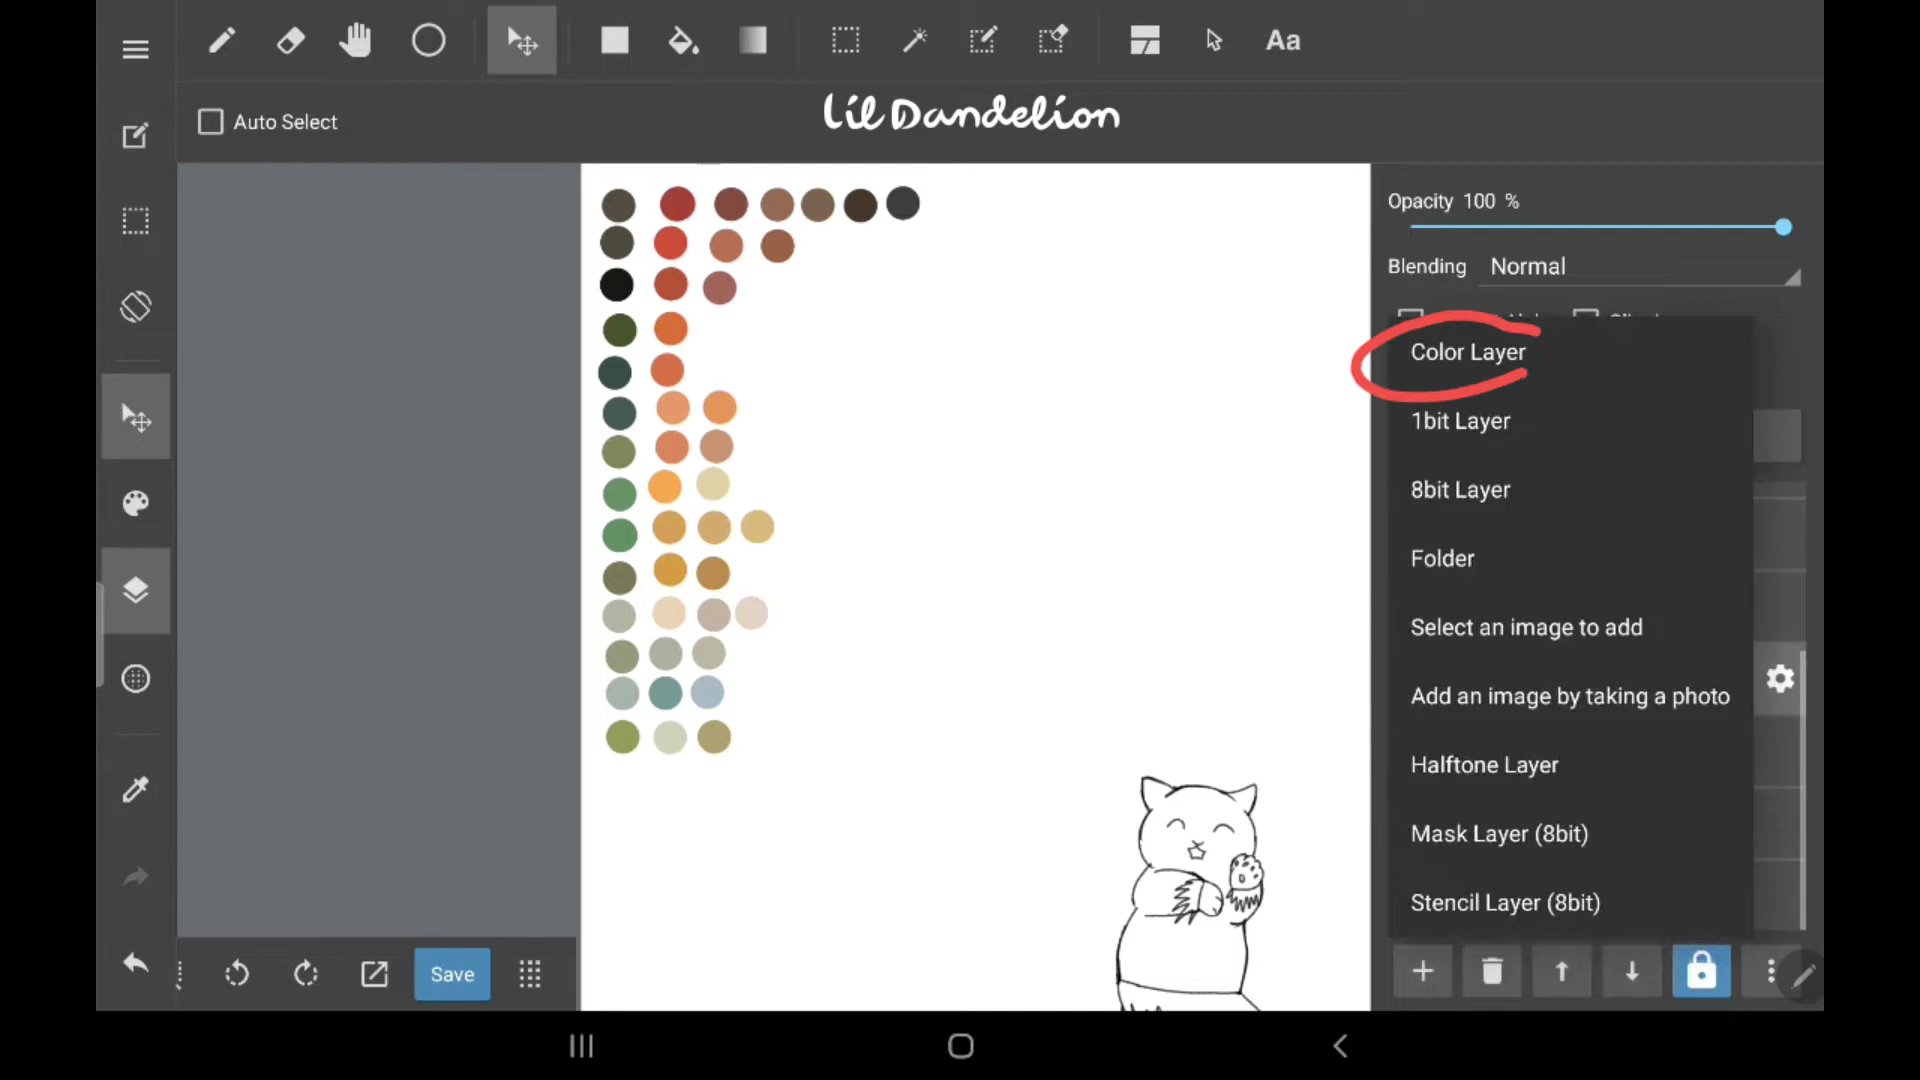 Aa
Auto Select
Lil Dandelion
Opacity 100 %
Blending Normal
Color Layer
1bit Layer
8bit Layer
Folder
Select an image to add
Add an image by taking a photo
Halftone Layer
Mask Layer (8bit)
Stencil Layer (8bit)
Save